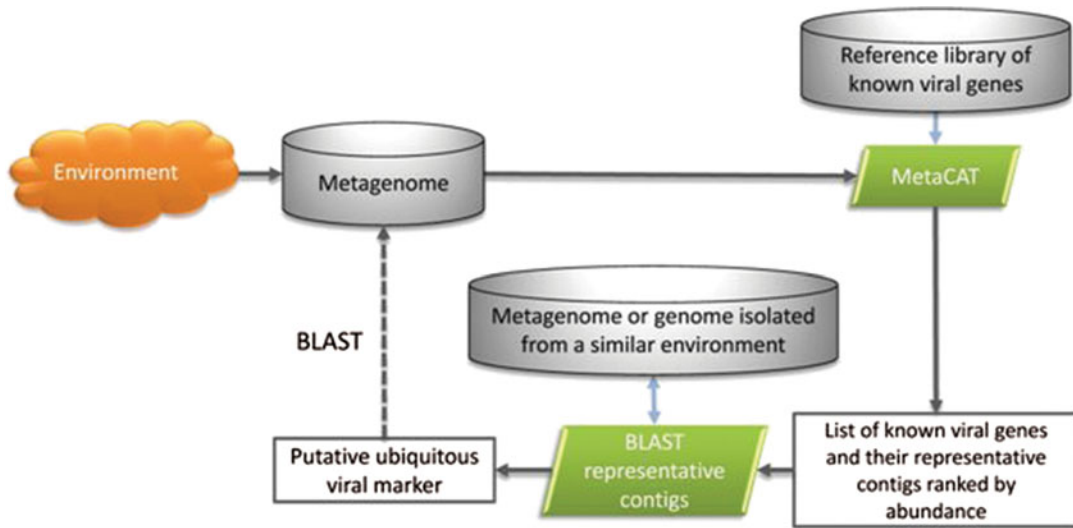 Reference library of
known viral genes
Environment
Metagenome
MetaCAT
Metagenome or genome isolated
from a similar environment
BLAST
Putative ubiquitous
viral marker
BLAST
representative
contigs
List of known viral genes
and their representative
contigs ranked by
abundance